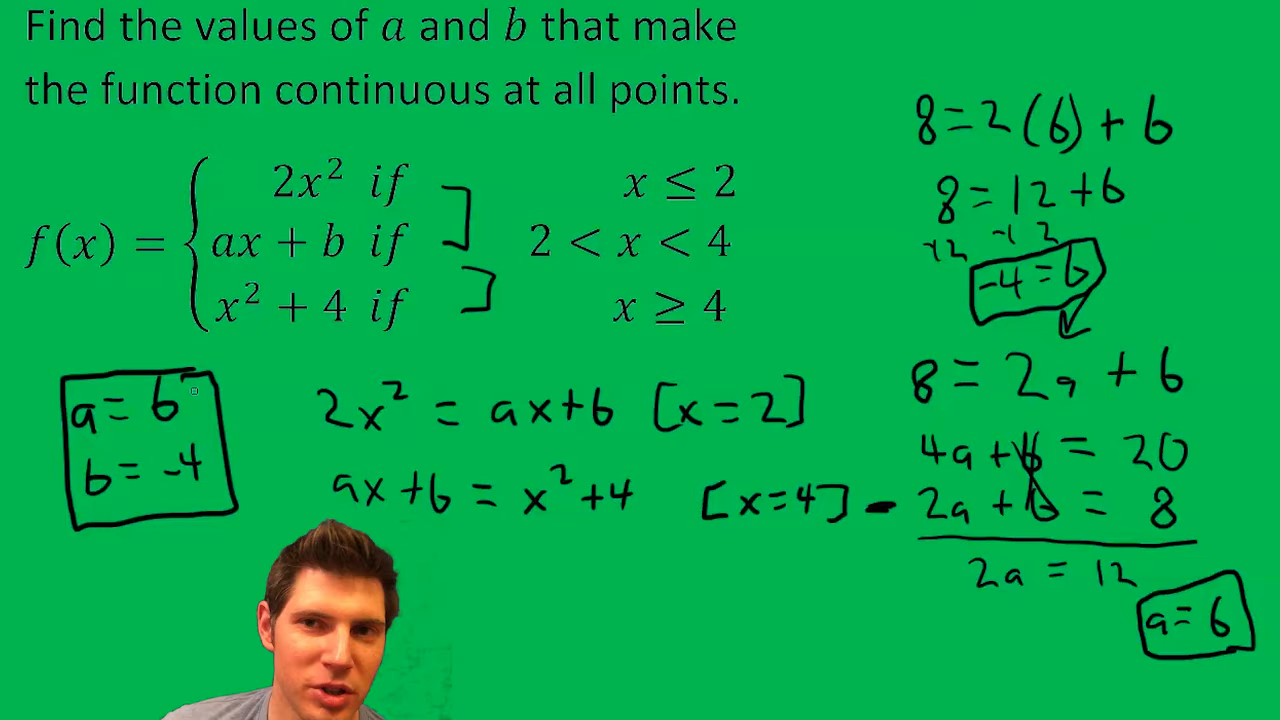 Find the values of a and b that make
the function continuous at all points.
f(x) = { 2x² if x ≤ 2
ax + b if 2 < x < 4
x² + 4 if x ≥ 4
a = 6
b = -4
2x² = ax + b [x = 2]
ax + b = x² + 4 [x = 4]
8 = 2(6) + b
8 = 12 + b
-12 -12
-4 = b
8 = 2a + b
4a + b = 20
- 2a + b = 8
2a = 12
a = 6